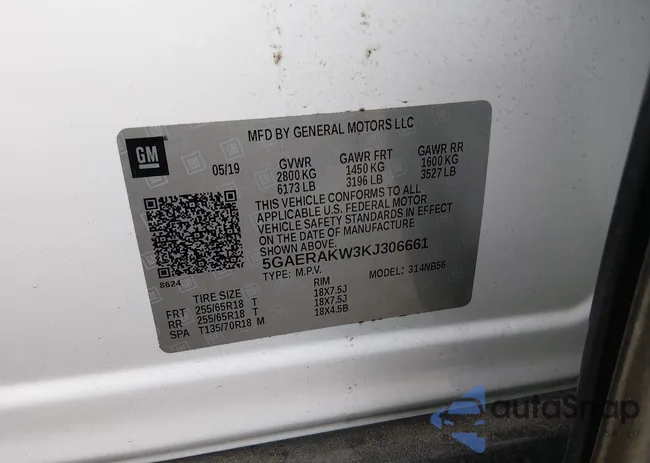 MFD BY GENERAL MOTORS LLC
GM
05/19
GVWR GAWR FRT GAWR RR
2800 KG 1450 KG 1600 KG
6173 LB 3196 LB 3527 LB
THIS VEHICLE CONFORMS TO ALL
APPLICABLE U.S. FEDERAL MOTOR
VEHICLE SAFETY STANDARDS IN EFFECT
ON THE DATE OF MANUFACTURE
SHOWN ABOVE.
5GAERAKW3KJ306661
8624
TYPE: M.P.V. MODEL: 314NB56
TIRE SIZE RIM
FRT 255/65R18 T 18X7.5J
RR 255/65R18 T 18X7.5J
SPA T135/70R18 M 18X4.5B
autoSnap